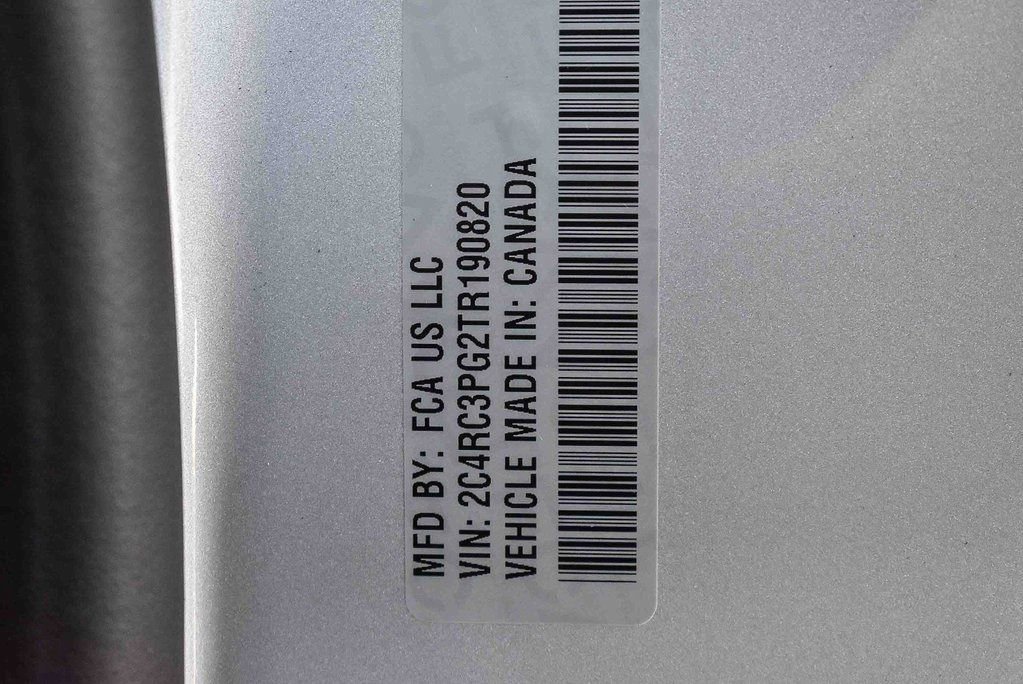 MFD BY: FCA US LLC
VIN: 2C4RC3PG2TR190820
VEHICLE MADE IN: CANADA